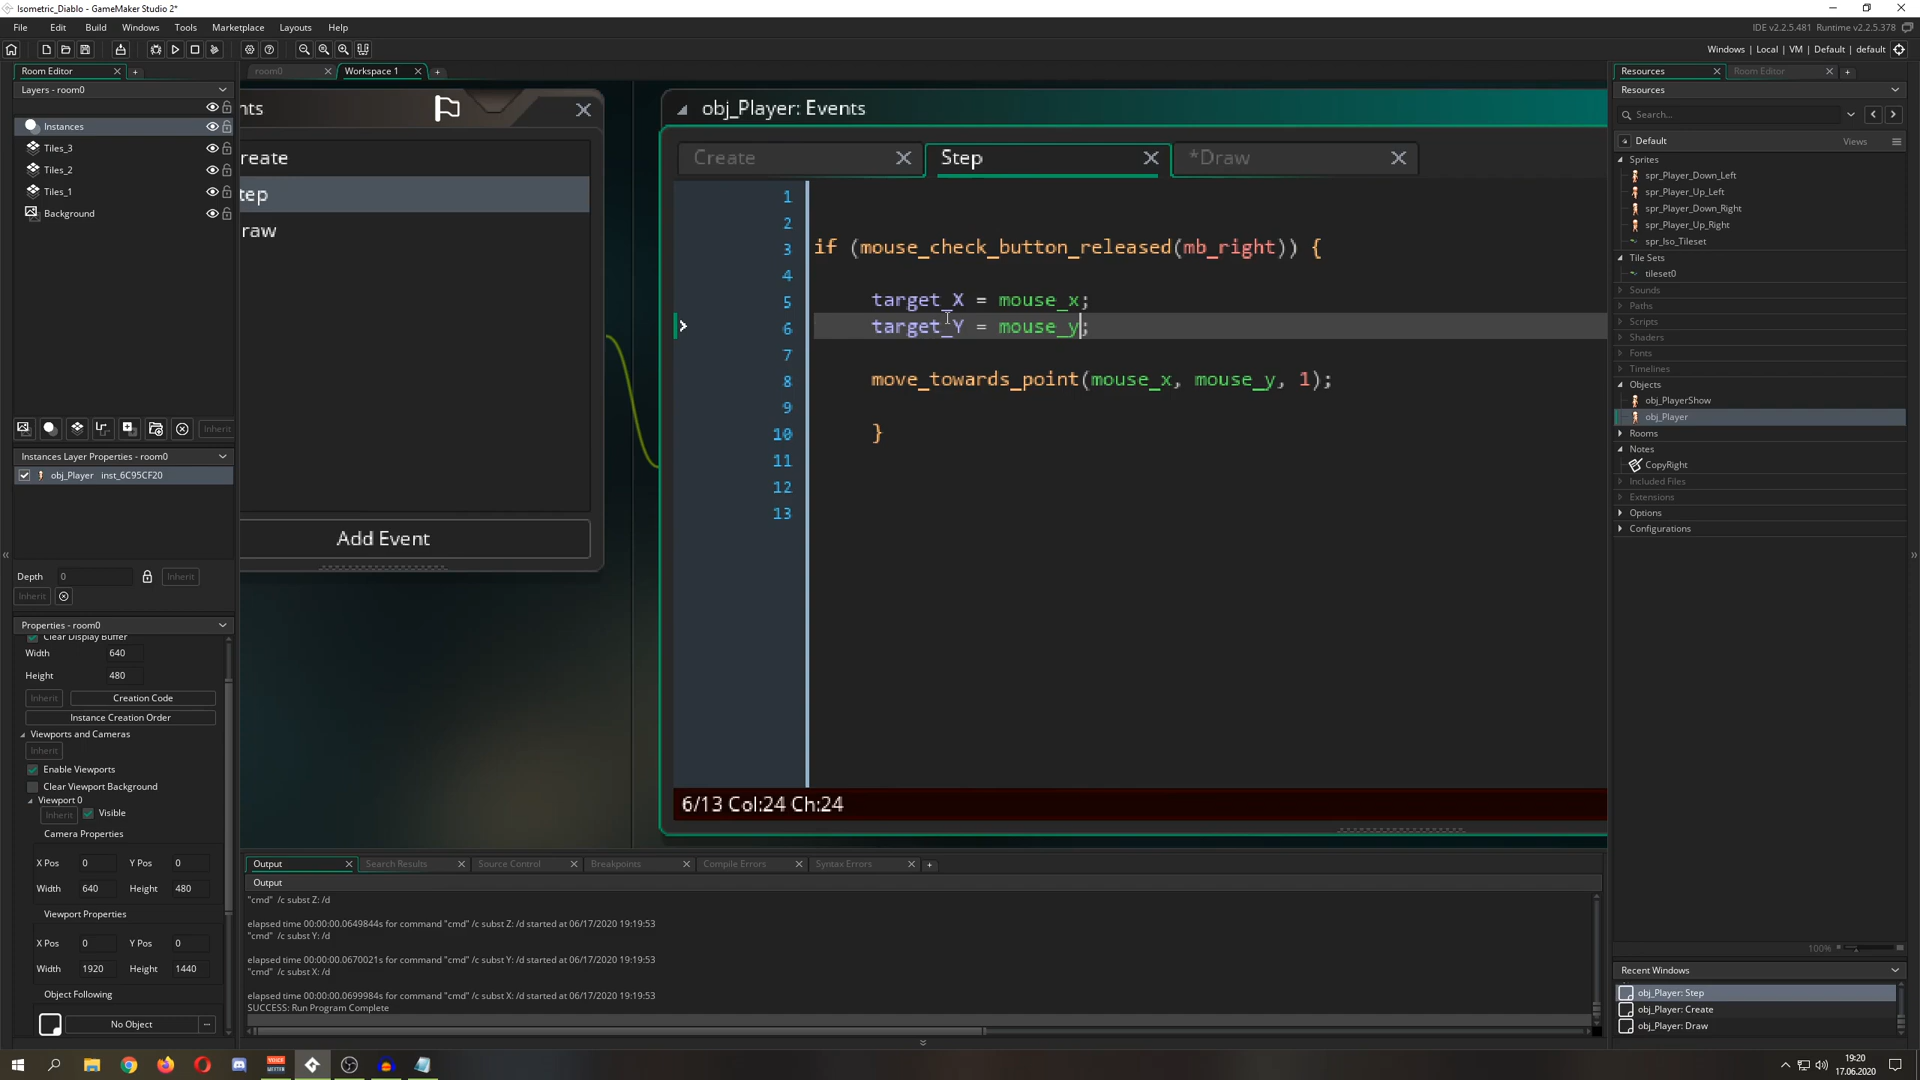 Isometric_Diablo - GameMaker Studio 2*
File Edit Build Windows Tools Marketplace Layouts Help
IDE v2.2.5.481 Runtime v2.2.5.378
Windows | Local | VM | Default | default
Room Editor
Layers - room0
Instances
Tiles_3
Tiles_2
Tiles_1
Background
Inherit
Instances Layer Properties - room0
obj_Player inst_6C95CF20
Depth 0 Inherit
Inherit
Properties - room0
Clear Display Buffer
Width 640
Height 480
Inherit Creation Code
Instance Creation Order
Viewports and Cameras
Inherit
Enable Viewports
Clear Viewport Background
Viewport 0
Inherit Visible
Camera Properties
X Pos 0 Y Pos 0
Width 640 Height 480
Viewport Properties
X Pos 0 Y Pos 0
Width 1920 Height 1440
Object Following
No Object ...
room0 Workspace 1
nts
reate
tep
raw
Add Event
obj_Player: Events
Create Step *Draw
1
2
3 if (mouse_check_button_released(mb_right)) {
4
5 target_X = mouse_x;
6 target_Y = mouse_y;
7
8 move_towards_point(mouse_x, mouse_y, 1);
9
10 }
11
12
13
6/13 Col:24 Ch:24
Output Search Results Source Control Breakpoints Compile Errors Syntax Errors
Output
"cmd" /c subst Z: /d
elapsed time 00:00:00.0649844s for command "cmd" /c subst Z: /d started at 06/17/2020 19:19:53
"cmd" /c subst Y: /d
elapsed time 00:00:00.0670021s for command "cmd" /c subst Y: /d started at 06/17/2020 19:19:53
"cmd" /c subst X: /d
elapsed time 00:00:00.0699984s for command "cmd" /c subst X: /d started at 06/17/2020 19:19:53
SUCCESS: Run Program Complete
Resources Room Editor
Resources
Search...
Default Views
Sprites
spr_Player_Down_Left
spr_Player_Up_Left
spr_Player_Down_Right
spr_Player_Up_Right
spr_Iso_Tileset
Tile Sets
tileset0
Sounds
Paths
Scripts
Shaders
Fonts
Timelines
Objects
obj_PlayerShow
obj_Player
Rooms
Notes
CopyRight
Included Files
Extensions
Options
Configurations
100%
Recent Windows
obj_Player: Step
obj_Player: Create
obj_Player: Draw
19:20
17.06.2020